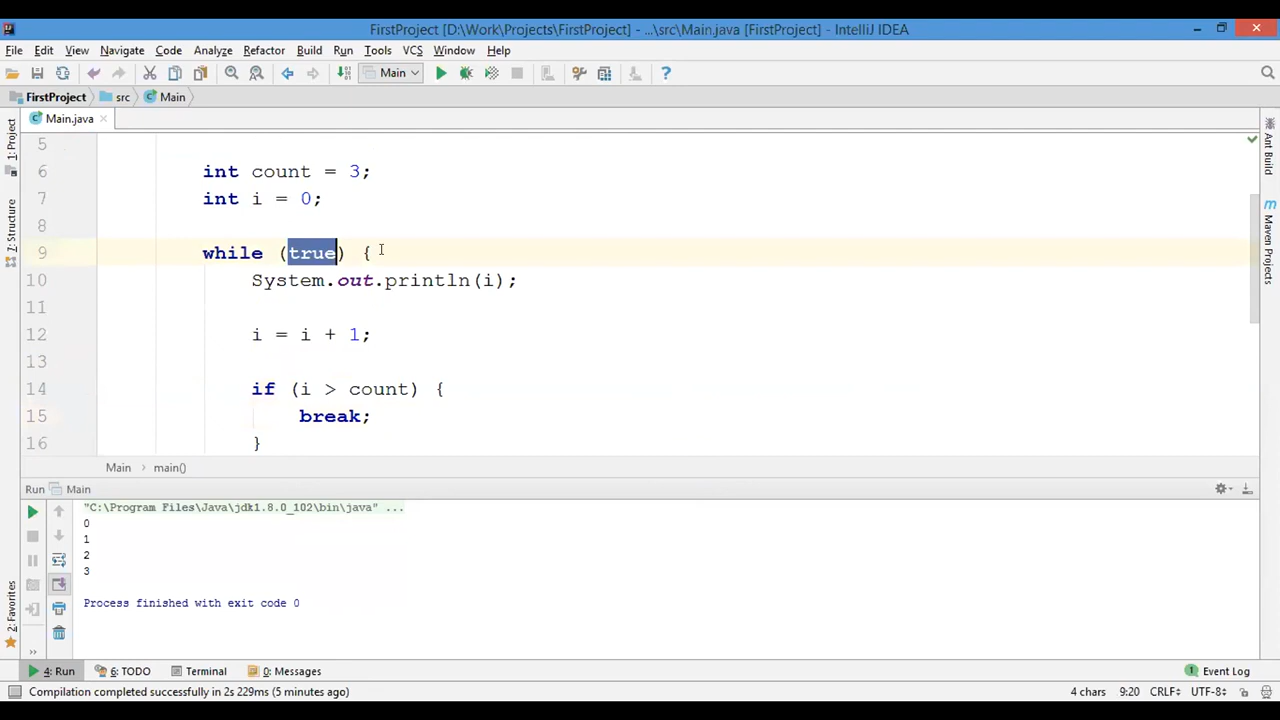 FirstProject [D:\Work\Projects\FirstProject] - ...\src\Main.java [FirstProject] - IntelliJ IDEA
File Edit View Navigate Code Analyze Refactor Build Run Tools VCS Window Help
Main
FirstProject src Main
Main.java
1: Project
Z: Structure
2: Favorites
Ant Build
Maven Projects
5
6 int count = 3;
7 int i = 0;
8
9 while (true) {
10 System.out.println(i);
11
12 i = i + 1;
13
14 if (i > count) {
15 break;
16 }
Main main()
Run Main
"C:\Program Files\Java\jdk1.8.0_102\bin\java" ...
0
1
2
3
Process finished with exit code 0
4: Run 6: TODO Terminal 0: Messages Event Log
Compilation completed successfully in 2s 229ms (5 minutes ago) 4 chars 9:20 CRLF UTF-8